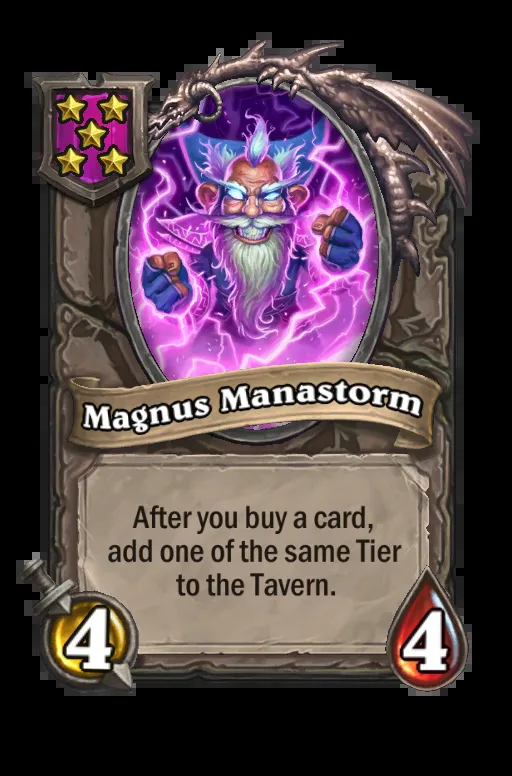 Magnus Manastorm
After you buy a card,
add one of the same Tier
to the Tavern.
4
4